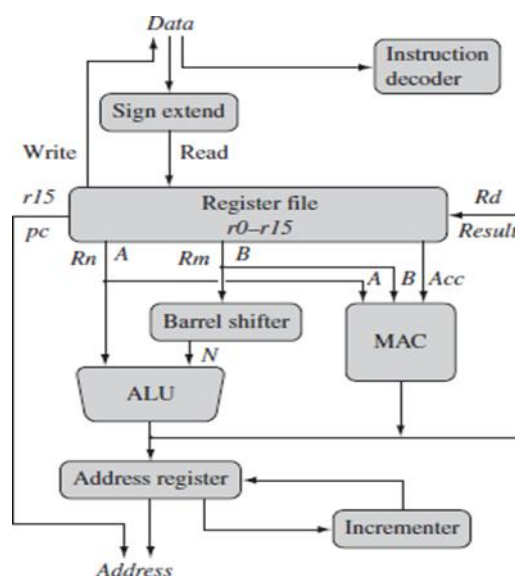 Data
Instruction
decoder
Sign extend
Write
Read
r15
Register file
Rd
pc
r0–r15
Result
Rn
A
Rm
B
A
B
Acc
Barrel shifter
MAC
N
ALU
Address register
Incrementer
Address